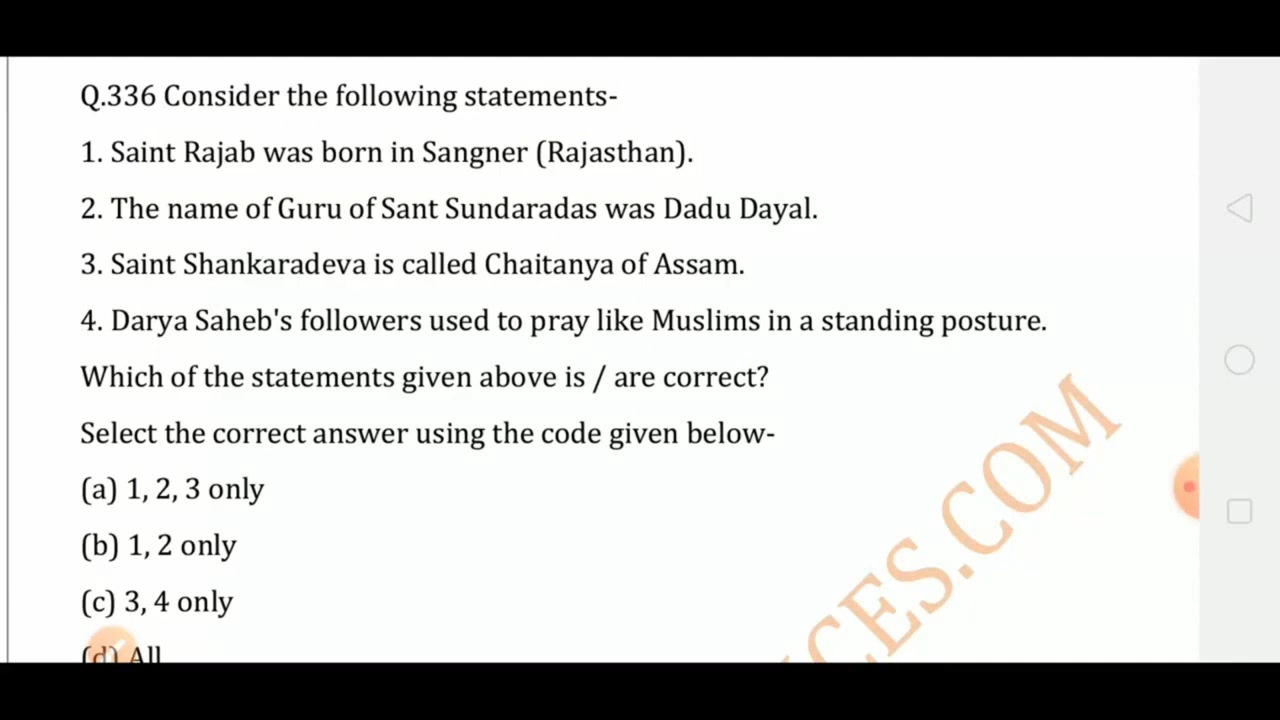 Q.336 Consider the following statements-
1. Saint Rajab was born in Sangner (Rajasthan).
2. The name of Guru of Sant Sundaradas was Dadu Dayal.
3. Saint Shankaradeva is called Chaitanya of Assam.
4. Darya Saheb's followers used to pray like Muslims in a standing posture.
Which of the statements given above is / are correct?
Select the correct answer using the code given below-
(a) 1, 2, 3 only
(b) 1, 2 only
(c) 3, 4 only
(d) All
CES.COM